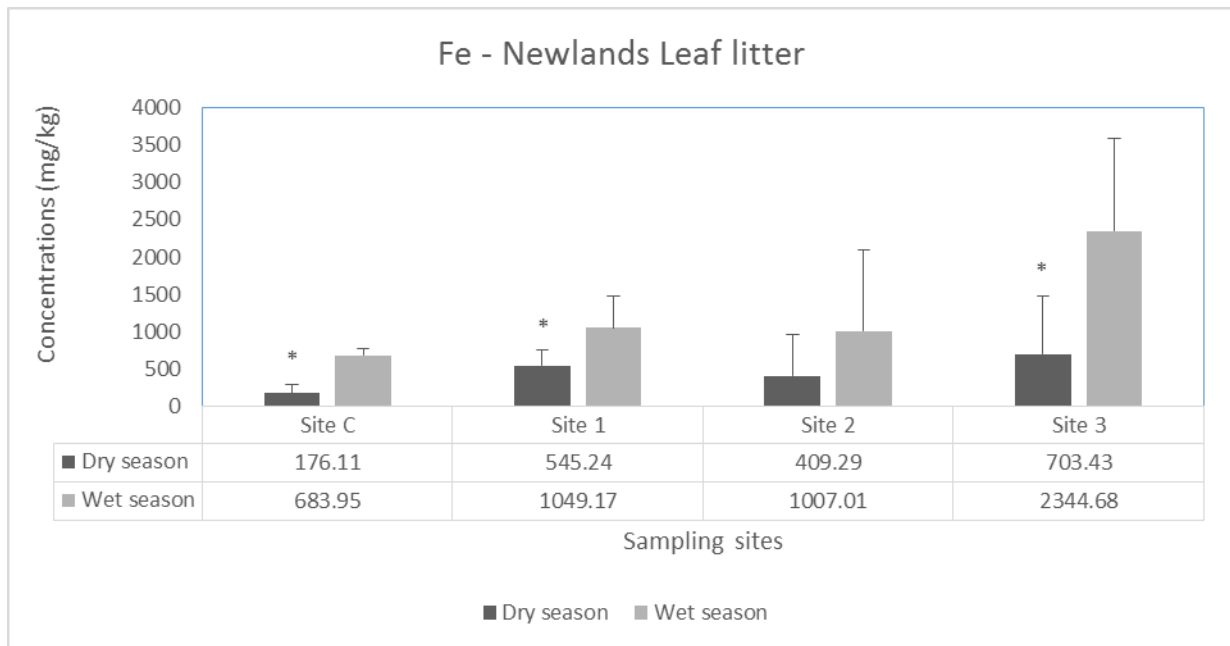 Fe - Newlands Leaf litter
Concentrations (mg/kg)
4000
3500
3000
2500
2000
1500
1000
500
0
*
*
*
Site C Site 1 Site 2 Site 3
Dry season 176.11 545.24 409.29 703.43
Wet season 683.95 1049.17 1007.01 2344.68
Sampling sites
Dry season Wet season